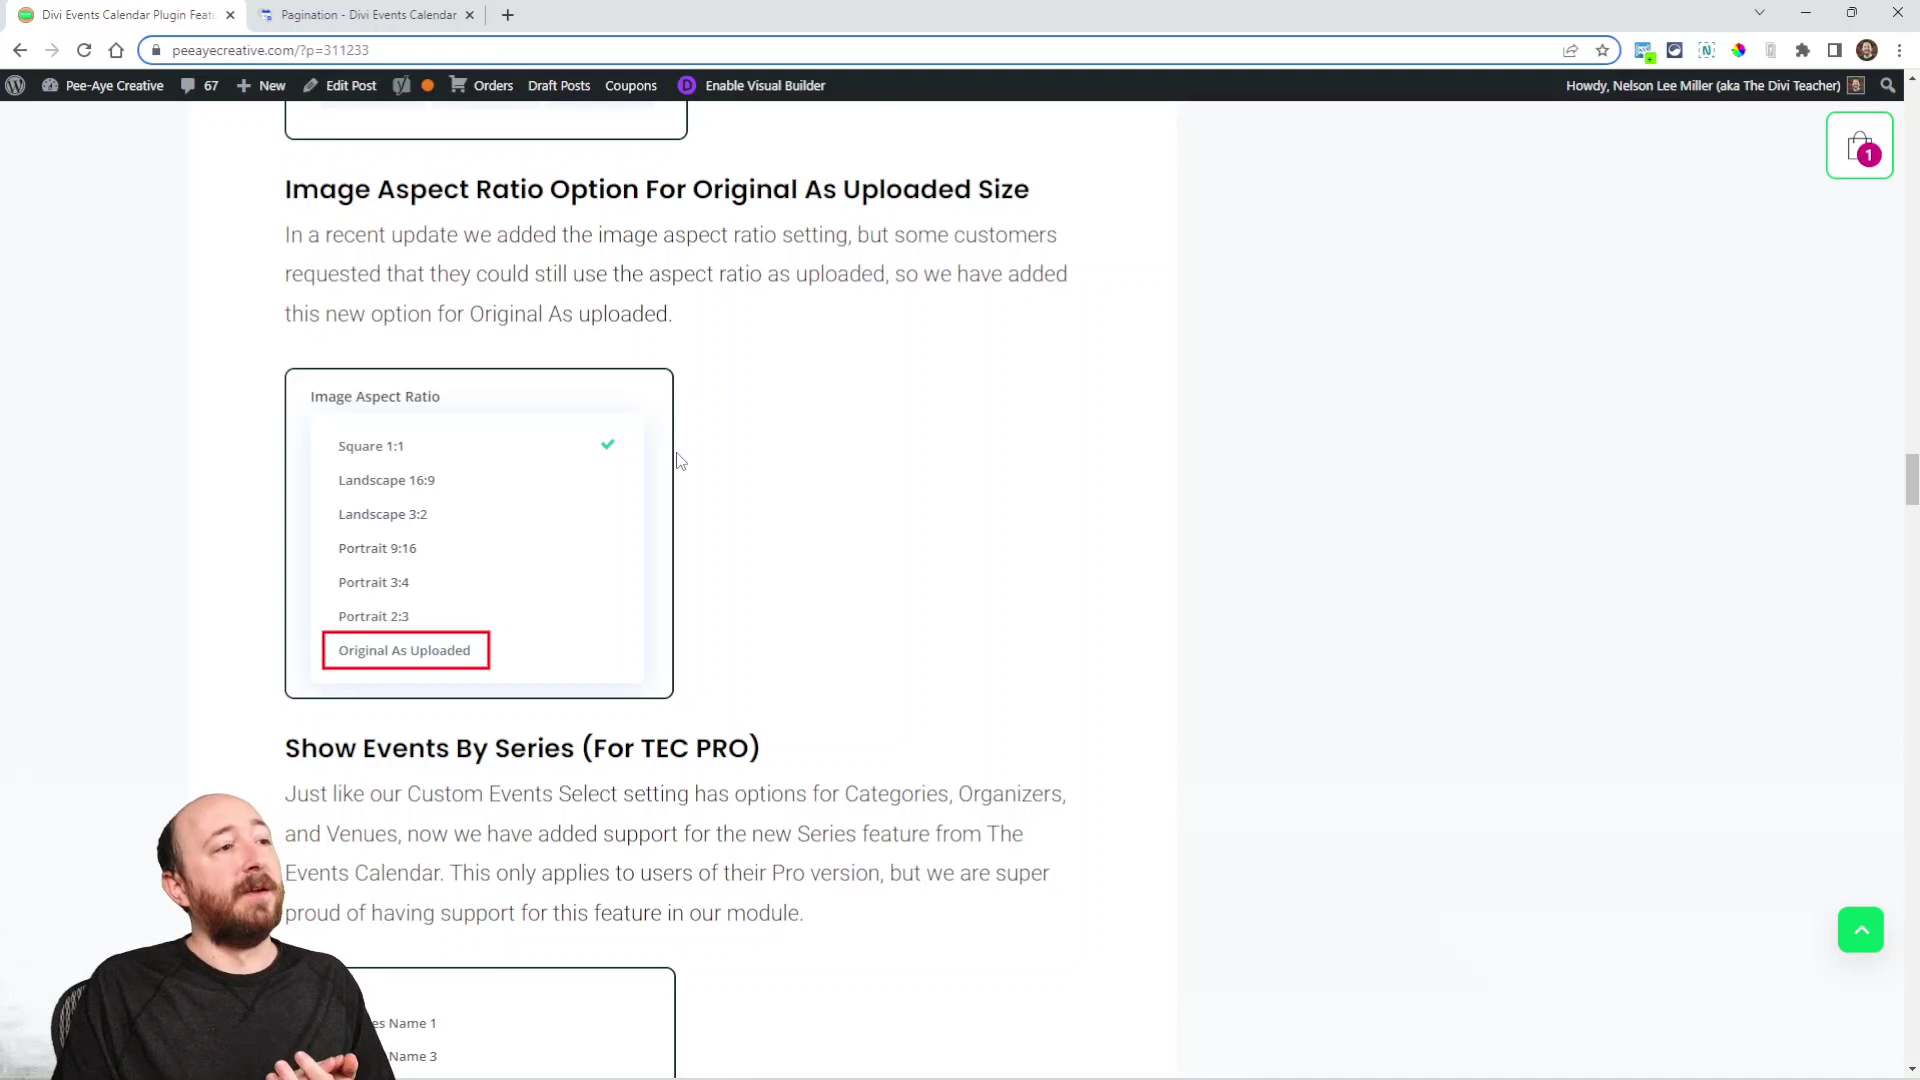 Divi Events Calendar Plugin Feat
Pagination - Divi Events Calendar
peeayecreative.com/?p=311233
Pee-Aye Creative
67
New
Edit Post
Orders
Draft Posts
Coupons
D
Enable Visual Builder
Howdy, Nelson Lee Miller (aka The Divi Teacher)
1
Image Aspect Ratio Option For Original As Uploaded Size
In a recent update we added the image aspect ratio setting, but some customers
requested that they could still use the aspect ratio as uploaded, so we have added
this new option for Original As uploaded.
Image Aspect Ratio
Square 1:1
Landscape 16:9
Landscape 3:2
Portrait 9:16
Portrait 3:4
Portrait 2:3
Original As Uploaded
Show Events By Series (For TEC PRO)
Just like our Custom Events Select setting has options for Categories, Organizers,
and Venues, now we have added support for the new Series feature from The
Events Calendar. This only applies to users of their Pro version, but we are super
proud of having support for this feature in our module.
es Name 1
Name 3